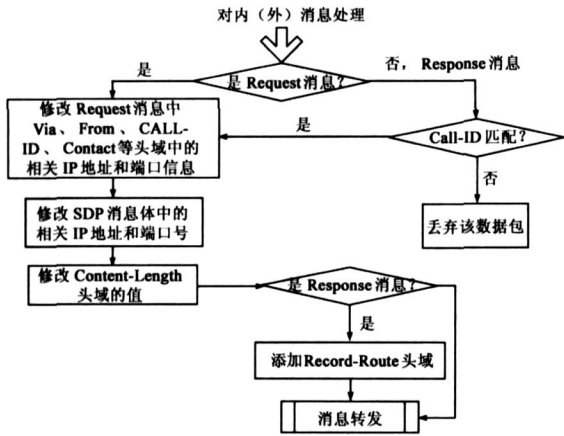 对内（外）消息处理
是
否，Response消息
是 Request消息？
修改 Request消息中
Via、From、CALL-
ID、Contact等头域中的
相关 IP地址和端口信息
是
Call-ID匹配？
否
修改 SDP消息体中的
相关 IP地址和端口号
丢弃该数据包
修改 Content-Length
头域的值
是 Response消息？
是
添加Record-Route头域
消息转发